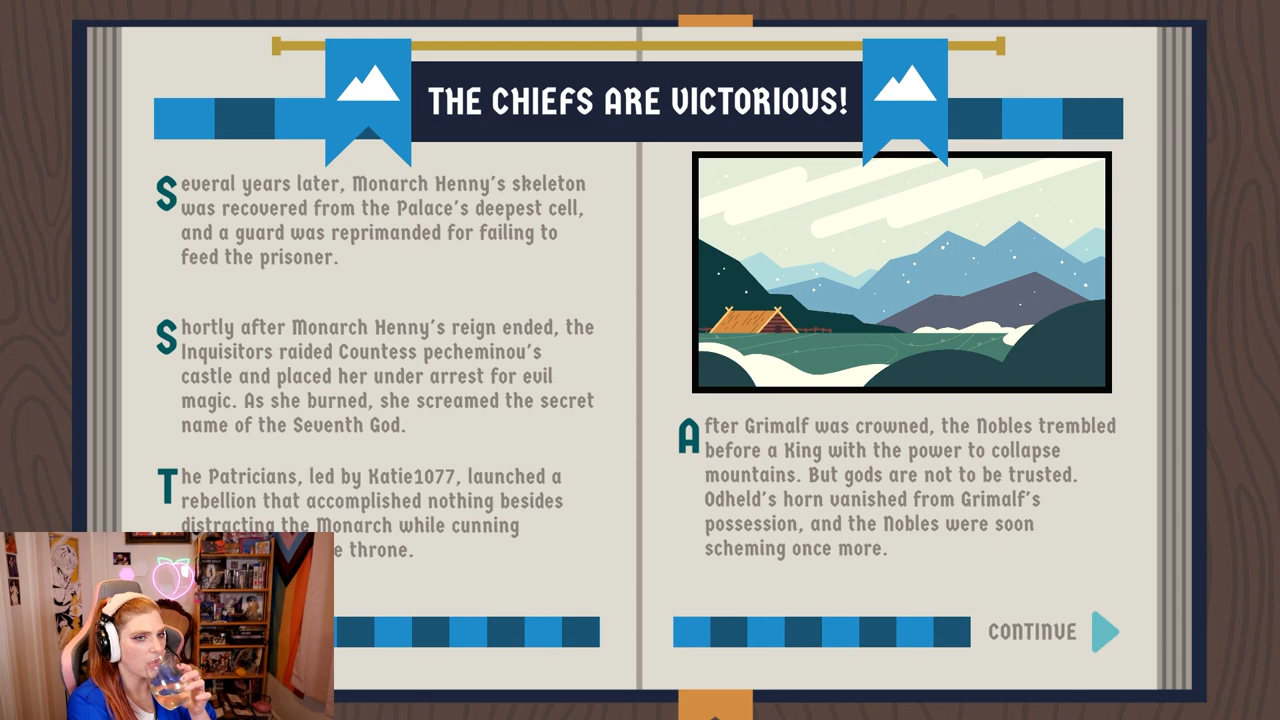 THE CHIEFS ARE VICTORIOUS!
Several years later, Monarch Henny's skeleton
was recovered from the Palace's deepest cell,
and a guard was reprimanded for failing to
feed the prisoner.
Shortly after Monarch Henny's reign ended, the
Inquisitors raided Countess pecheminou's
castle and placed her under arrest for evil
magic. As she burned, she screamed the secret
name of the Seventh God.
The Patricians, led by Katie1077, launched a
rebellion that accomplished nothing besides
distracting the Monarch while cunning
throne.
After Grimalf was crowned, the Nobles trembled
before a King with the power to collapse
mountains. But gods are not to be trusted.
Odheld's horn vanished from Grimalf's
possession, and the Nobles were soon
scheming once more.
CONTINUE